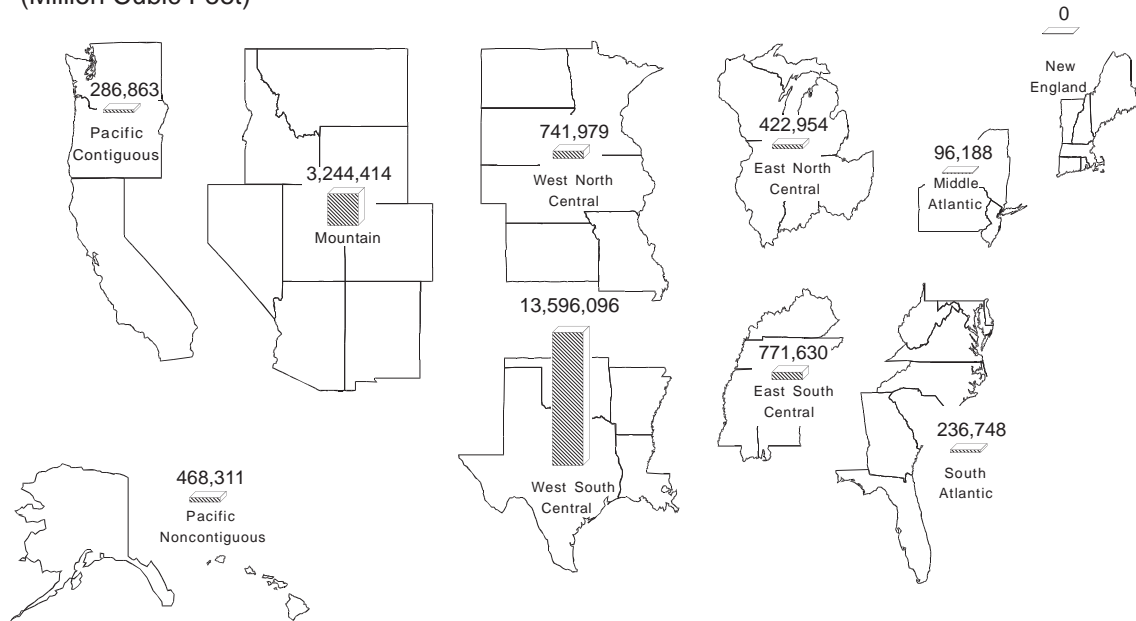 (Million Cubic Feet)
0
New
England
286,863
Pacific
Contiguous
3,244,414
Mountain
741,979
West North
Central
422,954
East North
Central
96,188
Middle
Atlantic
13,596,096
West South
Central
771,630
East South
Central
236,748
South
Atlantic
468,311
Pacific
Noncontiguous